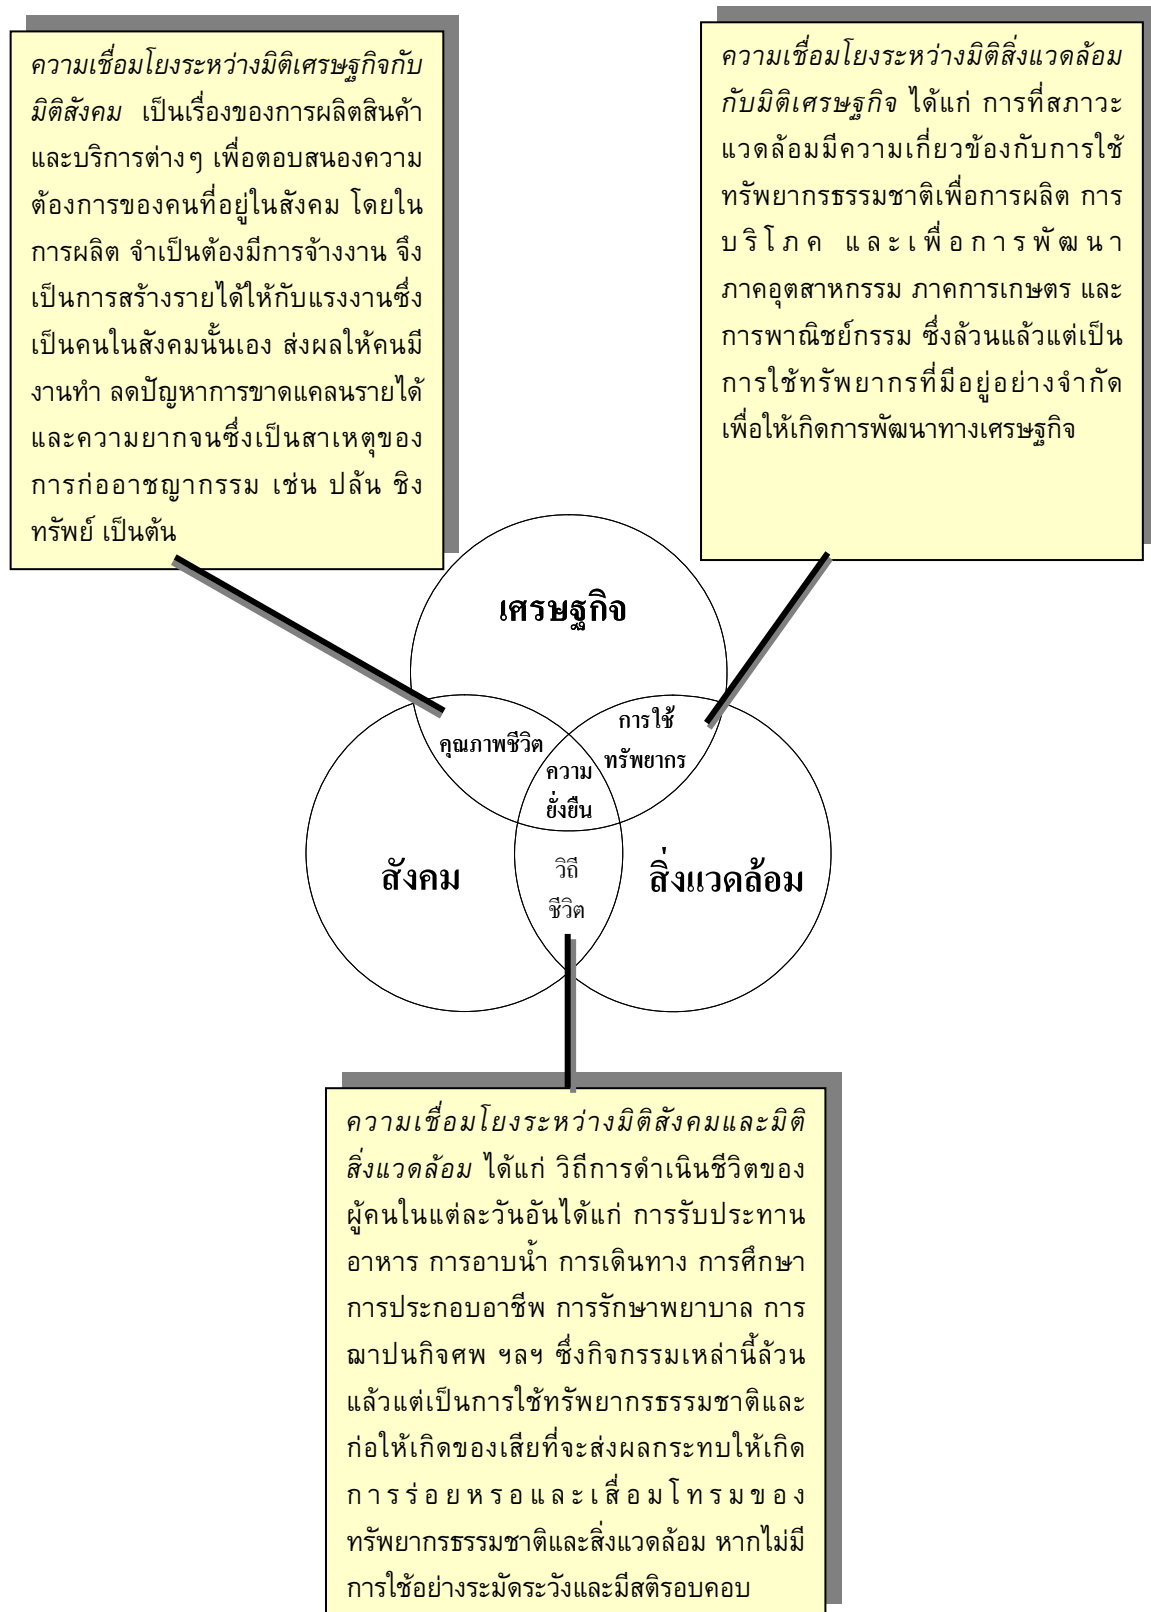 ความเชื่อมโยงระหว่างมิติเศรษฐกิจกับ
มิติสังคม เป็นเรื่องของการผลิตสินค้า
และบริการต่างๆ เพื่อตอบสนองความ
ต้องการของคนที่อยู่ในสังคม โดยใน
การผลิต จำเป็นต้องมีการจ้างงาน จึง
เป็นการสร้างรายได้ให้กับแรงงานซึ่ง
เป็นคนในสังคมนั้นเอง ส่งผลให้คนมี
งานทำ ลดปัญหาการขาดแคลนรายได้
และความยากจนซึ่งเป็นสาเหตุของ
การก่ออาชญากรรม เช่น ปล้น ชิง
ทรัพย์ เป็นต้น
ความเชื่อมโยงระหว่างมิติสิ่งแวดล้อม
กับมิติเศรษฐกิจ ได้แก่ การที่สภาวะ
แวดล้อมมีความเกี่ยวข้องกับการใช้
ทรัพยากรธรรมชาติเพื่อการผลิต การ
บริโภค และเพื่อการพัฒนา
ภาคอุตสาหกรรม ภาคการเกษตร และ
การพาณิชย์กรรม ซึ่งล้วนแล้วแต่เป็น
การใช้ทรัพยากรที่มีอยู่อย่างจำกัด
เพื่อให้เกิดการพัฒนาทางเศรษฐกิจ
เศรษฐกิจ
คุณภาพชีวิต
การใช้
ทรัพยากร
ความ
ยั่งยืน
สังคม
วิถี
ชีวิต
สิ่งแวดล้อม
ความเชื่อมโยงระหว่างมิติสังคมและมิติ
สิ่งแวดล้อม ได้แก่ วิถีการดำเนินชีวิตของ
ผู้คนในแต่ละวันอันได้แก่ การรับประทาน
อาหาร การอาบน้ำ การเดินทาง การศึกษา
การประกอบอาชีพ การรักษาพยาบาล การ
ฌาปนกิจศพ ฯลฯ ซึ่งกิจกรรมเหล่านี้ล้วน
แล้วแต่เป็นการใช้ทรัพยากรธรรมชาติและ
ก่อให้เกิดของเสียที่จะส่งผลกระทบให้เกิด
การร่อยหรอและเสื่อมโทรมของ
ทรัพยากรธรรมชาติและสิ่งแวดล้อม หากไม่มี
การใช้อย่างระมัดระวังและมีสติรอบคอบ